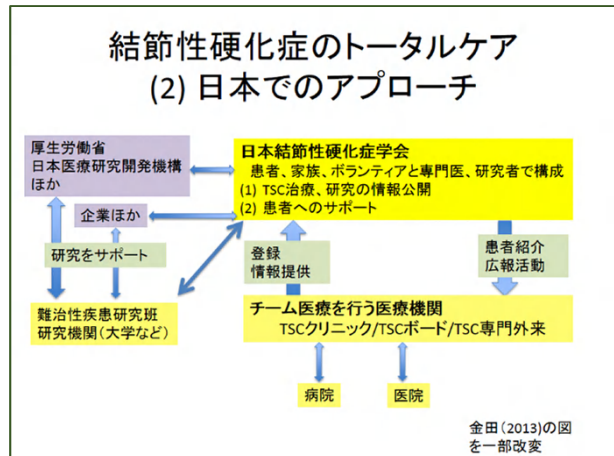 結節性硬化症のトータルケア
(2) 日本でのアプローチ
厚生労働省
日本医療研究開発機構
ほか
日本結節性硬化症学会
患者、家族、ボランティアと専門医、研究者で構成
(1) TSC治療、研究の情報公開
(2) 患者へのサポート
企業ほか
研究をサポート
登録
情報提供
患者紹介
広報活動
難治性疾患研究班
研究機関(大学など)
チーム医療を行う医療機関
TSCクリニック/TSCボード/TSC専門外来
病院
医院
金田(2013)の図
を一部改変